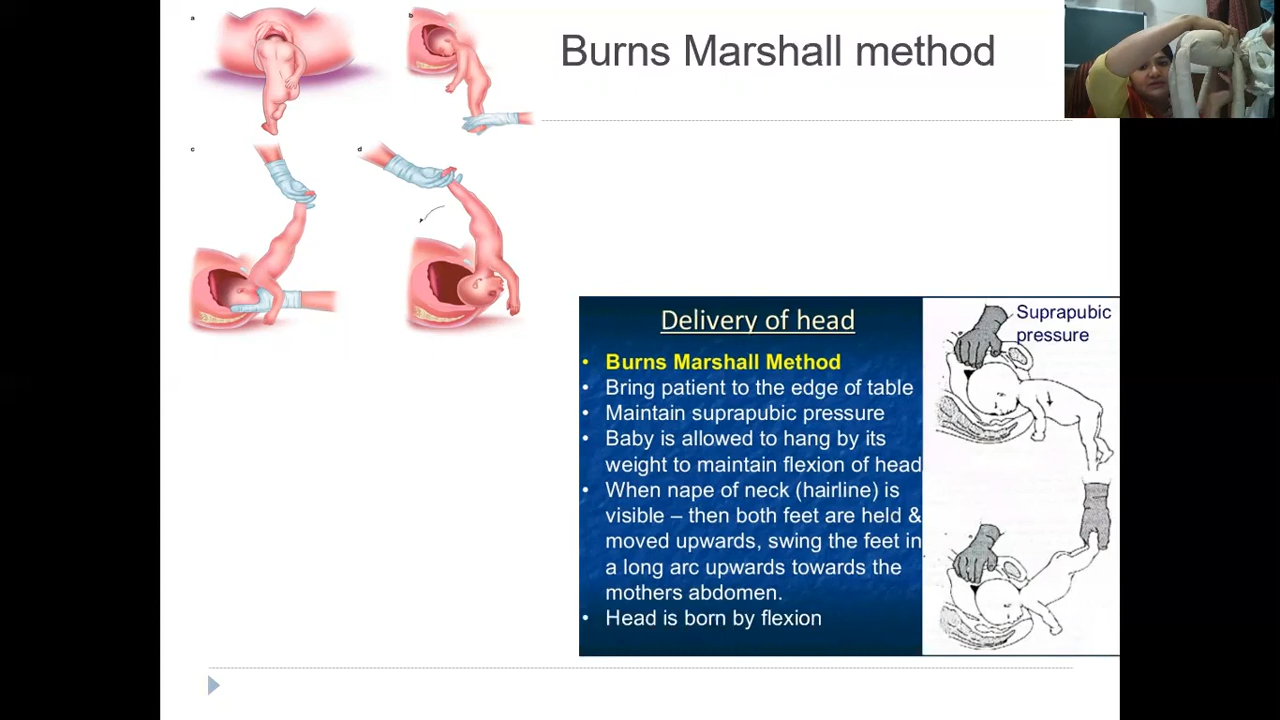 a
b
Burns Marshall method
c
d
Delivery of head
• Burns Marshall Method
• Bring patient to the edge of table
• Maintain suprapubic pressure
• Baby is allowed to hang by its
weight to maintain flexion of head
• When nape of neck (hairline) is
visible – then both feet are held &
moved upwards, swing the feet in
a long arc upwards towards the
mothers abdomen.
• Head is born by flexion
Suprapubic
pressure